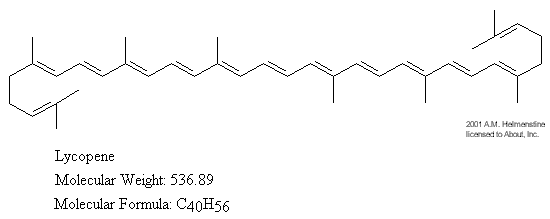 2001 A.M. Helmenstine
licensed to About, Inc.
Lycopene
Molecular Weight: 536.89
Molecular Formula: C40H56